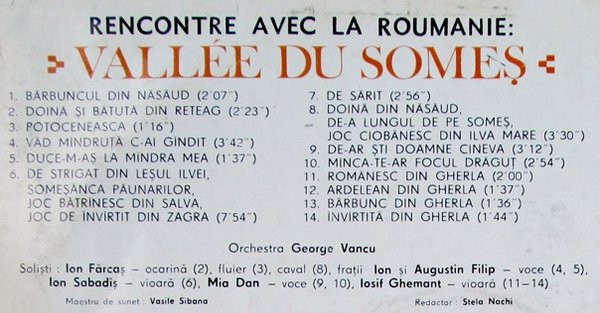 RENCONTRE AVEC LA ROUMANIE:
VALLÉE DU SOMEȘ
1. BĂRBUNCUL DIN NĂSĂUD (2'07")
2. DOINĂ ȘI BĂTUTĂ DIN RETEAG (2'23")
3. POTOCENEASCA (1'16")
4. VĂD MÎNDRUȚĂ C-AI GÎNDIT (3'42")
5. DUCE-M-AȘ LA MÎNDRA MEA (1'37")
6. DE STRIGAT DIN LEȘUL ILVEI,
SOMEȘANCA PĂUNARILOR,
JOC BĂTRÎNESC DIN SALVA,
JOC DE ÎNVÎRTIT DIN ZAGRA (7'54")
7. DE SĂRIT (2'56")
8. DOINĂ DIN NĂSĂUD,
DE-A LUNGUL DE PE SOMEȘ,
JOC CIOBĂNESC DIN ILVA MARE (3'30")
9. DE-AR ȘTI DOAMNE CINEVA (3'12")
10. MÎNCA-TE-AR FOCUL DRĂGUȚ (2'54")
11. ROMÂNESC DIN GHERLA (2'00")
12. ARDELEAN DIN GHERLA (1'37")
13. BĂRBUNC DIN GHERLA (1'36")
14. ÎNVÎRTITĂ DIN GHERLA (1'44")
Orchestra George Vancu
Soliști: Ion Fărcaș – ocarină (2), fluier (3), caval (8), frații Ion și Augustin Filip – voce (4, 5),
Ion Sabadîș – vioară (6), Mia Dan – voce (9, 10), Iosif Ghemant – vioară (11–14)
Maestru de sunet: Vasile Sibana Redactor: Stela Nachi